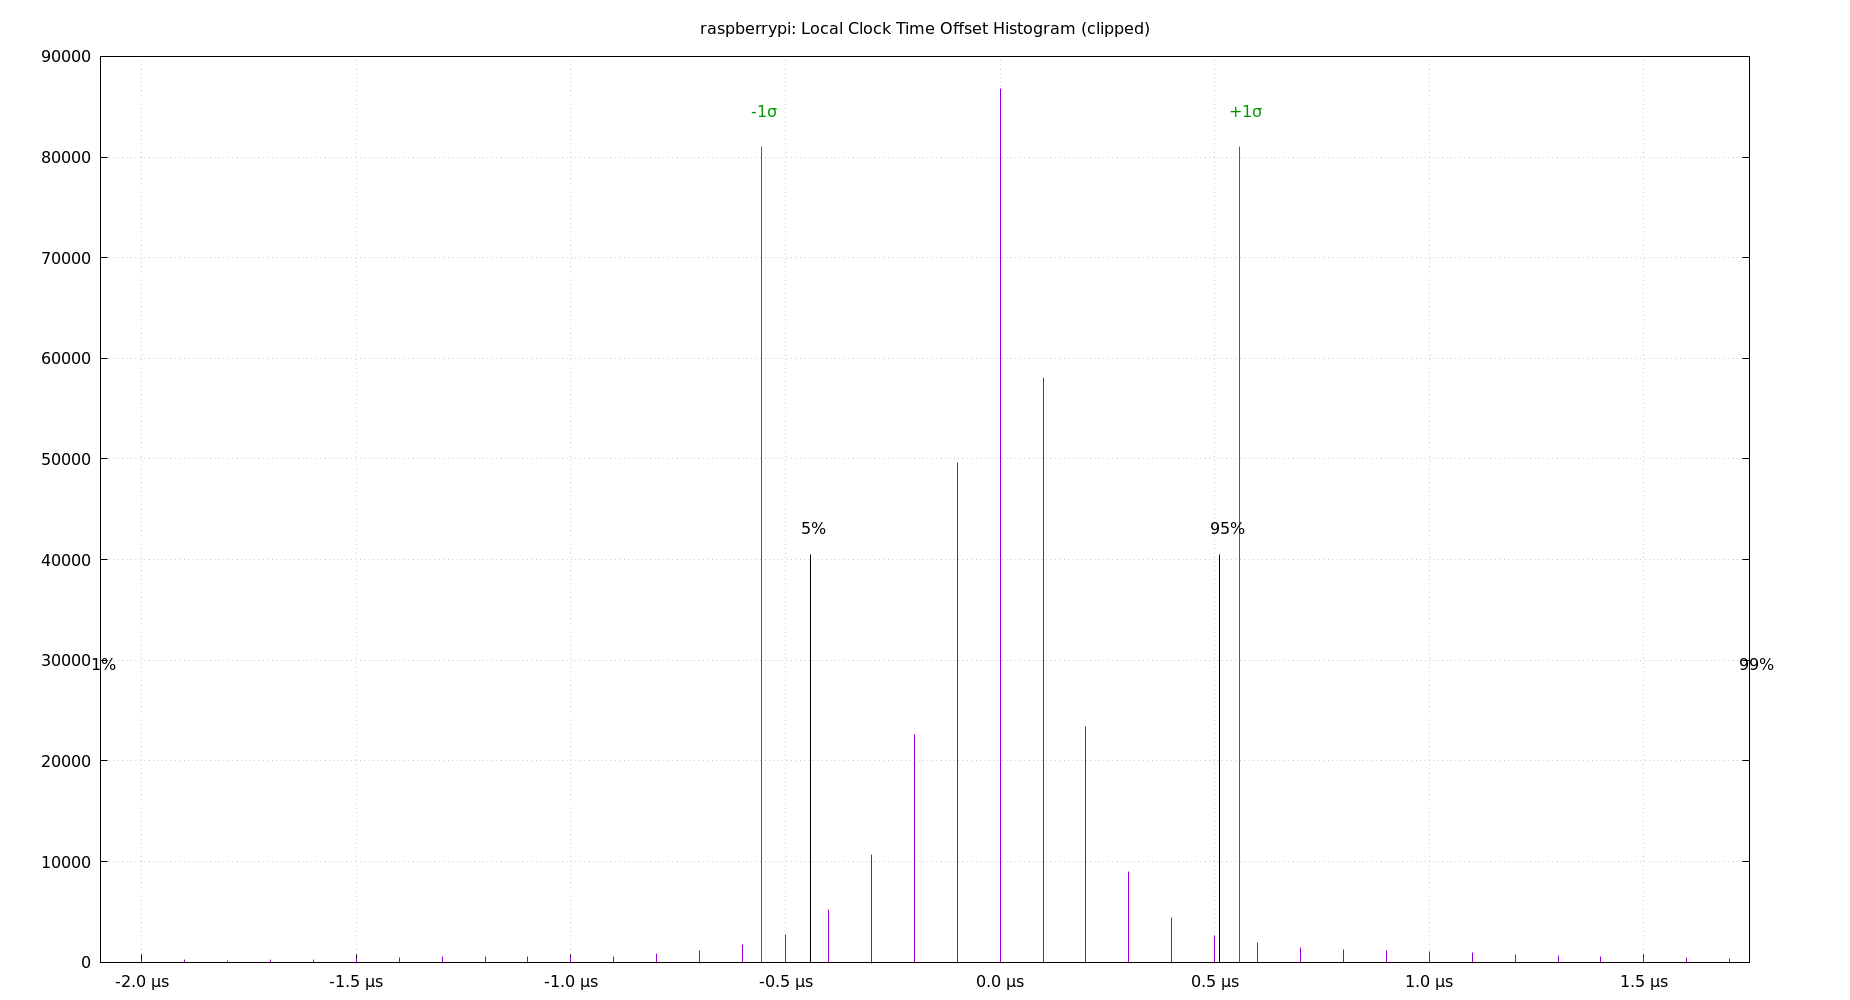 raspberrypi: Local Clock Time Offset Histogram (clipped)
90000
-1σ +1σ
80000
70000
60000
50000
5% 95%
40000
30000 1% 99%
20000
10000
0
-2.0 μs -1.5 μs -1.0 μs -0.5 μs 0.0 μs 0.5 μs 1.0 μs 1.5 μs